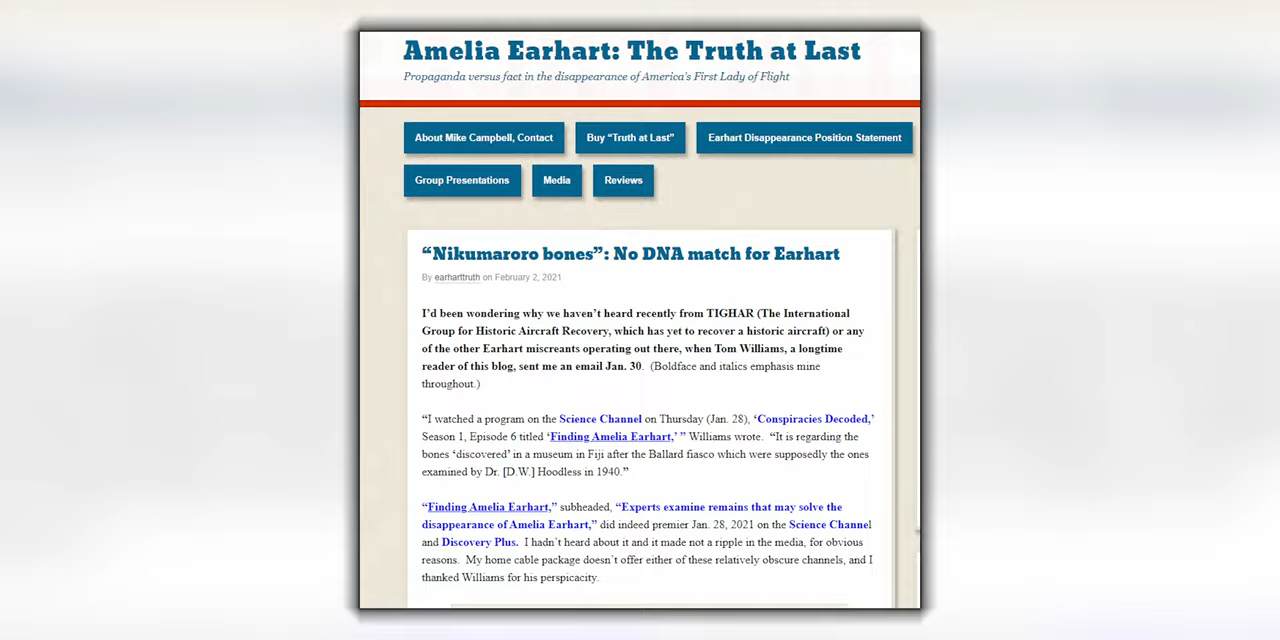 Amelia Earhart: The Truth at Last
Propaganda versus fact in the disappearance of America's First Lady of Flight
About Mike Campbell, Contact
Buy “Truth at Last”
Earhart Disappearance Position Statement
Group Presentations
Media
Reviews
“Nikumaroro bones”: No DNA match for Earhart
By earharttruth on February 2, 2021
I’d been wondering why we haven’t heard recently from TIGHAR (The International
Group for Historic Aircraft Recovery, which has yet to recover a historic aircraft) or any
of the other Earhart miscreants operating out there, when Tom Williams, a longtime
reader of this blog, sent me an email Jan. 30.  (Boldface and italics emphasis mine
throughout.)
“I watched a program on the Science Channel on Thursday (Jan. 28), ‘Conspiracies Decoded,’
Season 1, Episode 6 titled ‘Finding Amelia Earhart,’ ” Williams wrote.  “It is regarding the
bones ‘discovered’ in a museum in Fiji after the Ballard fiasco which were supposedly the ones
examined by Dr. [D.W.] Hoodless in 1940.”
“Finding Amelia Earhart,” subheaded, “Experts examine remains that may solve the
disappearance of Amelia Earhart,” did indeed premier Jan. 28, 2021 on the Science Channel
and Discovery Plus.  I hadn’t heard about it and it made not a ripple in the media, for obvious
reasons.  My home cable package doesn’t offer either of these relatively obscure channels, and I
thanked Williams for his perspicacity.